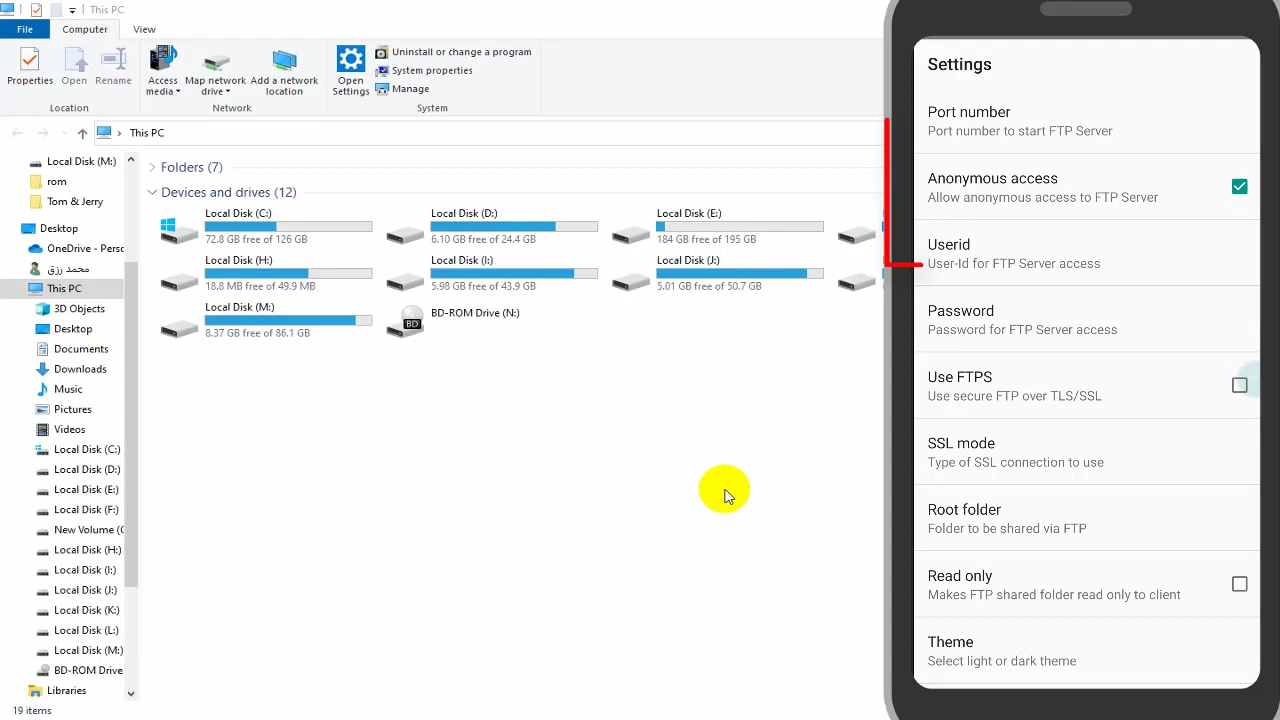 This PC
File
Computer
View
Properties
Open
Rename
Access media
Map network drive
Add a network location
Open Settings
Uninstall or change a program
System properties
Manage
Location
Network
System
This PC
Local Disk (M:)
rom
Tom & Jerry
Desktop
OneDrive - Perso
محمد رزق
This PC
3D Objects
Desktop
Documents
Downloads
Music
Pictures
Videos
Local Disk (C:)
Local Disk (D:)
Local Disk (E:)
Local Disk (F:)
New Volume (G
Local Disk (H:)
Local Disk (I:)
Local Disk (J:)
Local Disk (K:)
Local Disk (L:)
Local Disk (M:)
BD-ROM Drive
Libraries
19 items
Folders (7)
Devices and drives (12)
Local Disk (C:)
72.8 GB free of 126 GB
Local Disk (D:)
6.10 GB free of 24.4 GB
Local Disk (E:)
184 GB free of 195 GB
Local Disk (H:)
18.8 MB free of 49.9 MB
Local Disk (I:)
5.98 GB free of 43.9 GB
Local Disk (J:)
5.01 GB free of 50.7 GB
Local Disk (M:)
8.37 GB free of 86.1 GB
BD-ROM Drive (N:)
BD
Settings
Port number
Port number to start FTP Server
Anonymous access
Allow anonymous access to FTP Server
Userid
User-Id for FTP Server access
Password
Password for FTP Server access
Use FTPS
Use secure FTP over TLS/SSL
SSL mode
Type of SSL connection to use
Root folder
Folder to be shared via FTP
Read only
Makes FTP shared folder read only to client
Theme
Select light or dark theme